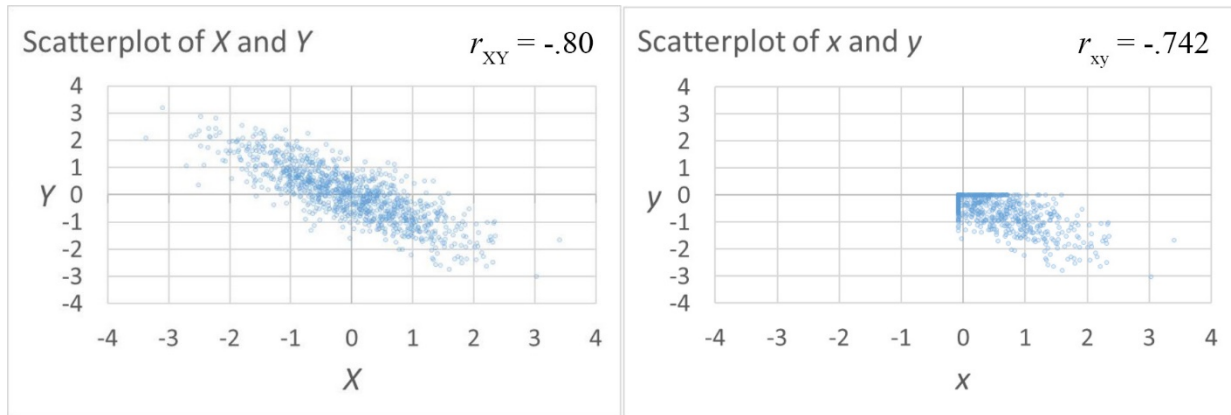 Scatterplot of X and Y
r_XY = -.80
4
3
2
1
0
-1
-2
-3
-4
Y
-4 -3 -2 -1 0 1 2 3 4
X
Scatterplot of x and y
r_xy = -.742
4
3
2
1
0
-1
-2
-3
-4
y
-4 -3 -2 -1 0 1 2 3 4
x